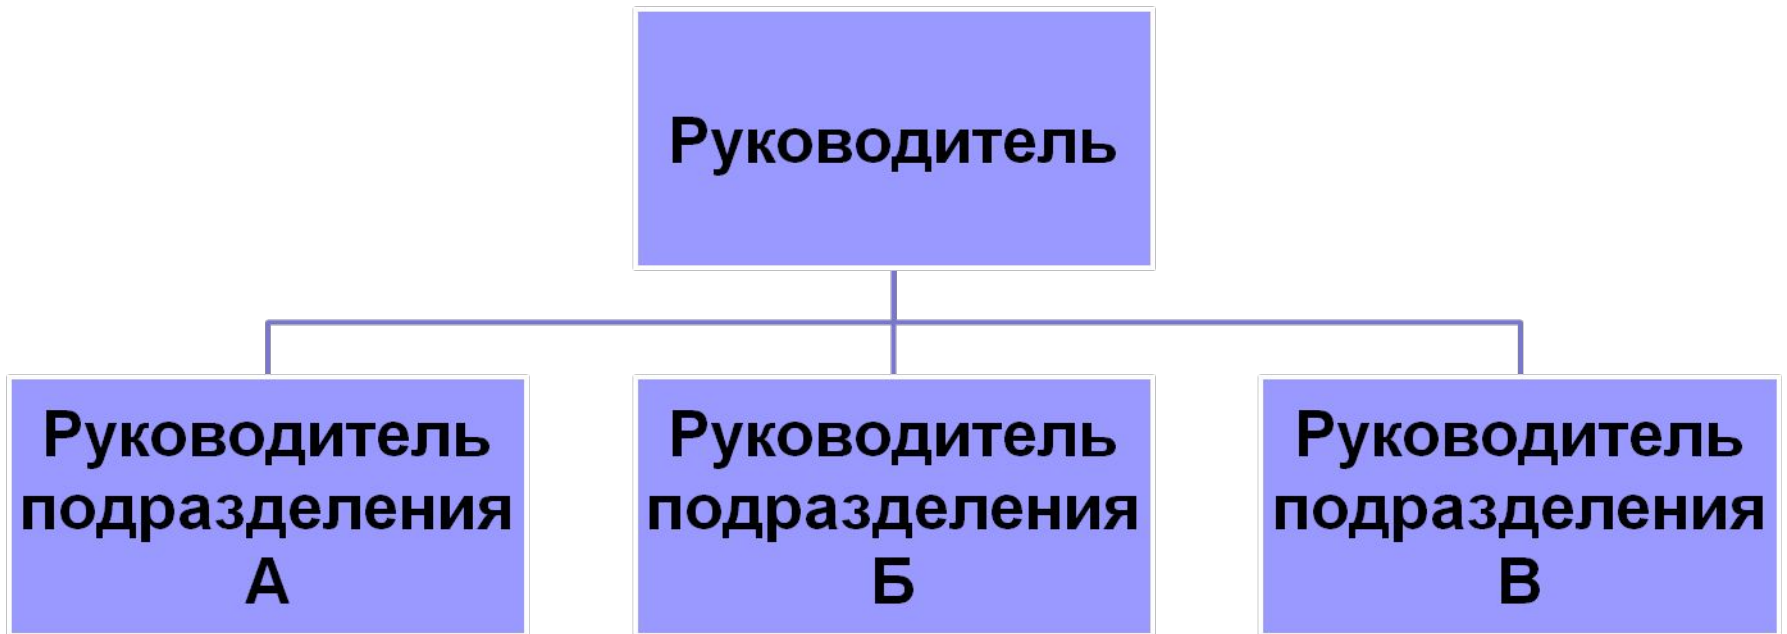 Руководитель
Руководитель
подразделения
А
Руководитель
подразделения
Б
Руководитель
подразделения
В